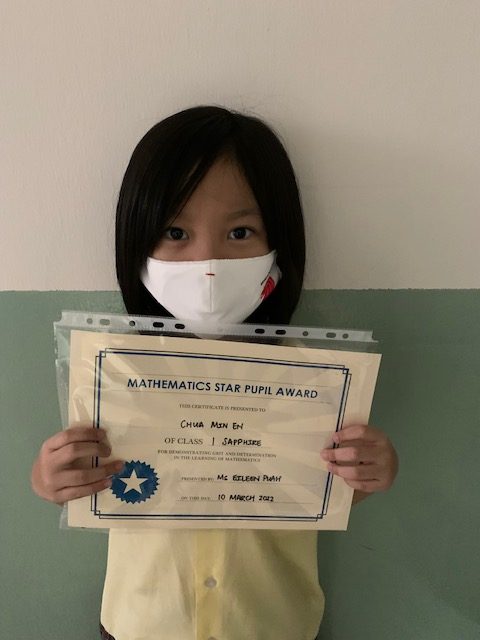 MATHEMATICS STAR PUPIL AWARD
THIS CERTIFICATE IS PRESENTED TO
CHUA MIN EN
OF CLASS 1 SAPPHIRE
FOR DEMONSTRATING GRIT AND DETERMINATION
IN THE LEARNING OF MATHEMATICS
PRESENTED BY: MS EILEEN PUAH
ON THIS DAY: 10 MARCH 2022